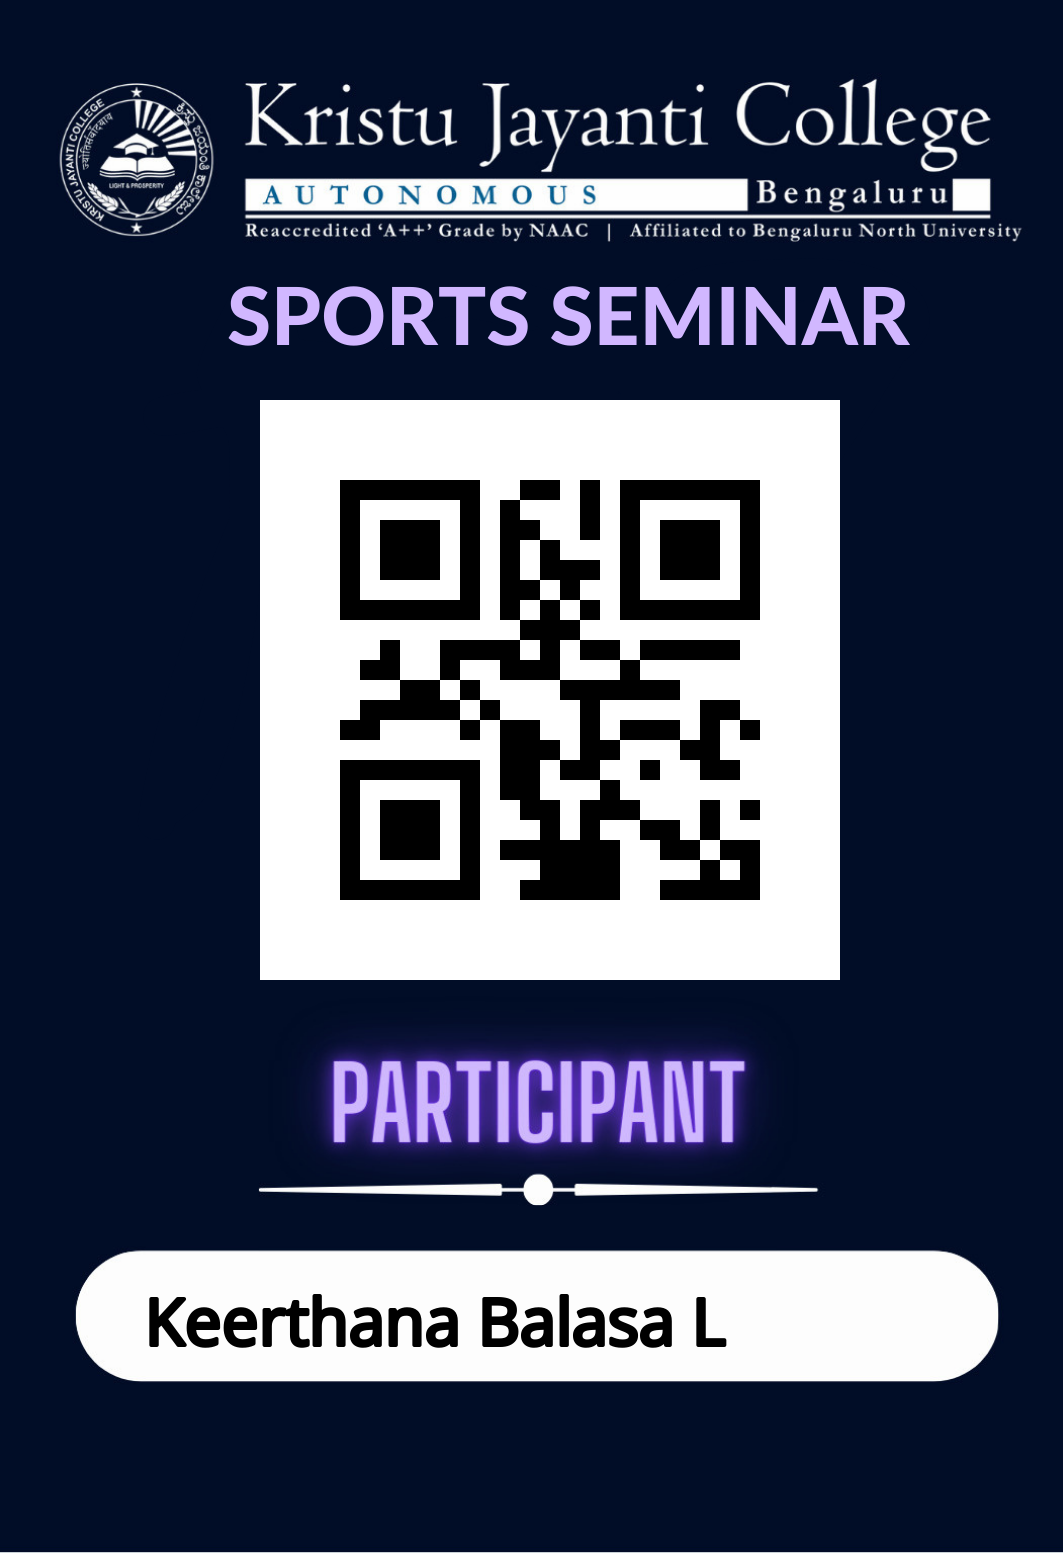 KRISTU JAYANTI COLLEGE
ಕ್ರಿಸ್ತು ಜಯಂತಿ ಕಾಲೇಜು
LIGHT & PROSPERITY
Kristu Jayanti College
AUTONOMOUS Bengaluru
Reaccredited ‘A++’ Grade by NAAC | Affiliated to Bengaluru North University
SPORTS SEMINAR
PARTICIPANT
Keerthana Balasa L